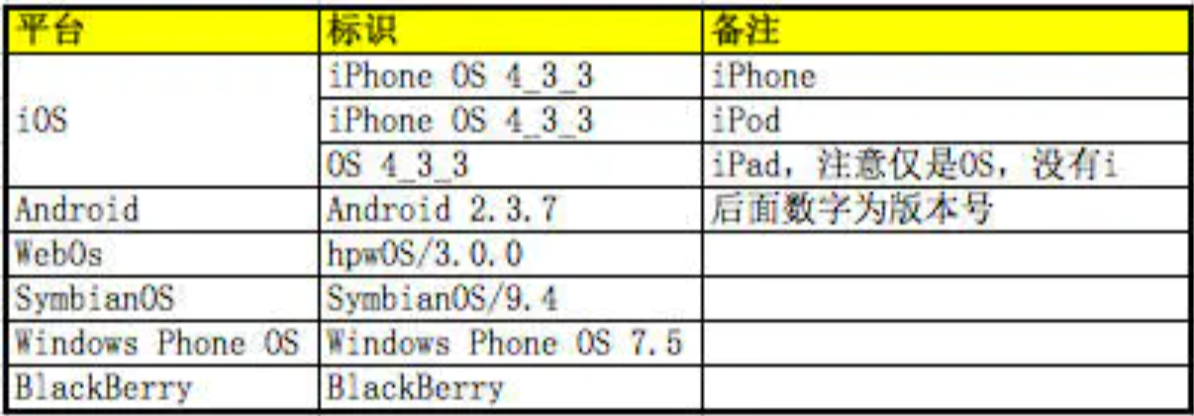 平台 标识 备注
iPhone OS 4_3_3 iPhone
iOS iPhone OS 4_3_3 iPod
OS 4_3_3 iPad，注意仅是OS，没有i
Android Android 2.3.7 后面数字为版本号
WebOs hpwOS/3.0.0
SymbianOS SymbianOS/9.4
Windows Phone OS Windows Phone OS 7.5
BlackBerry BlackBerry